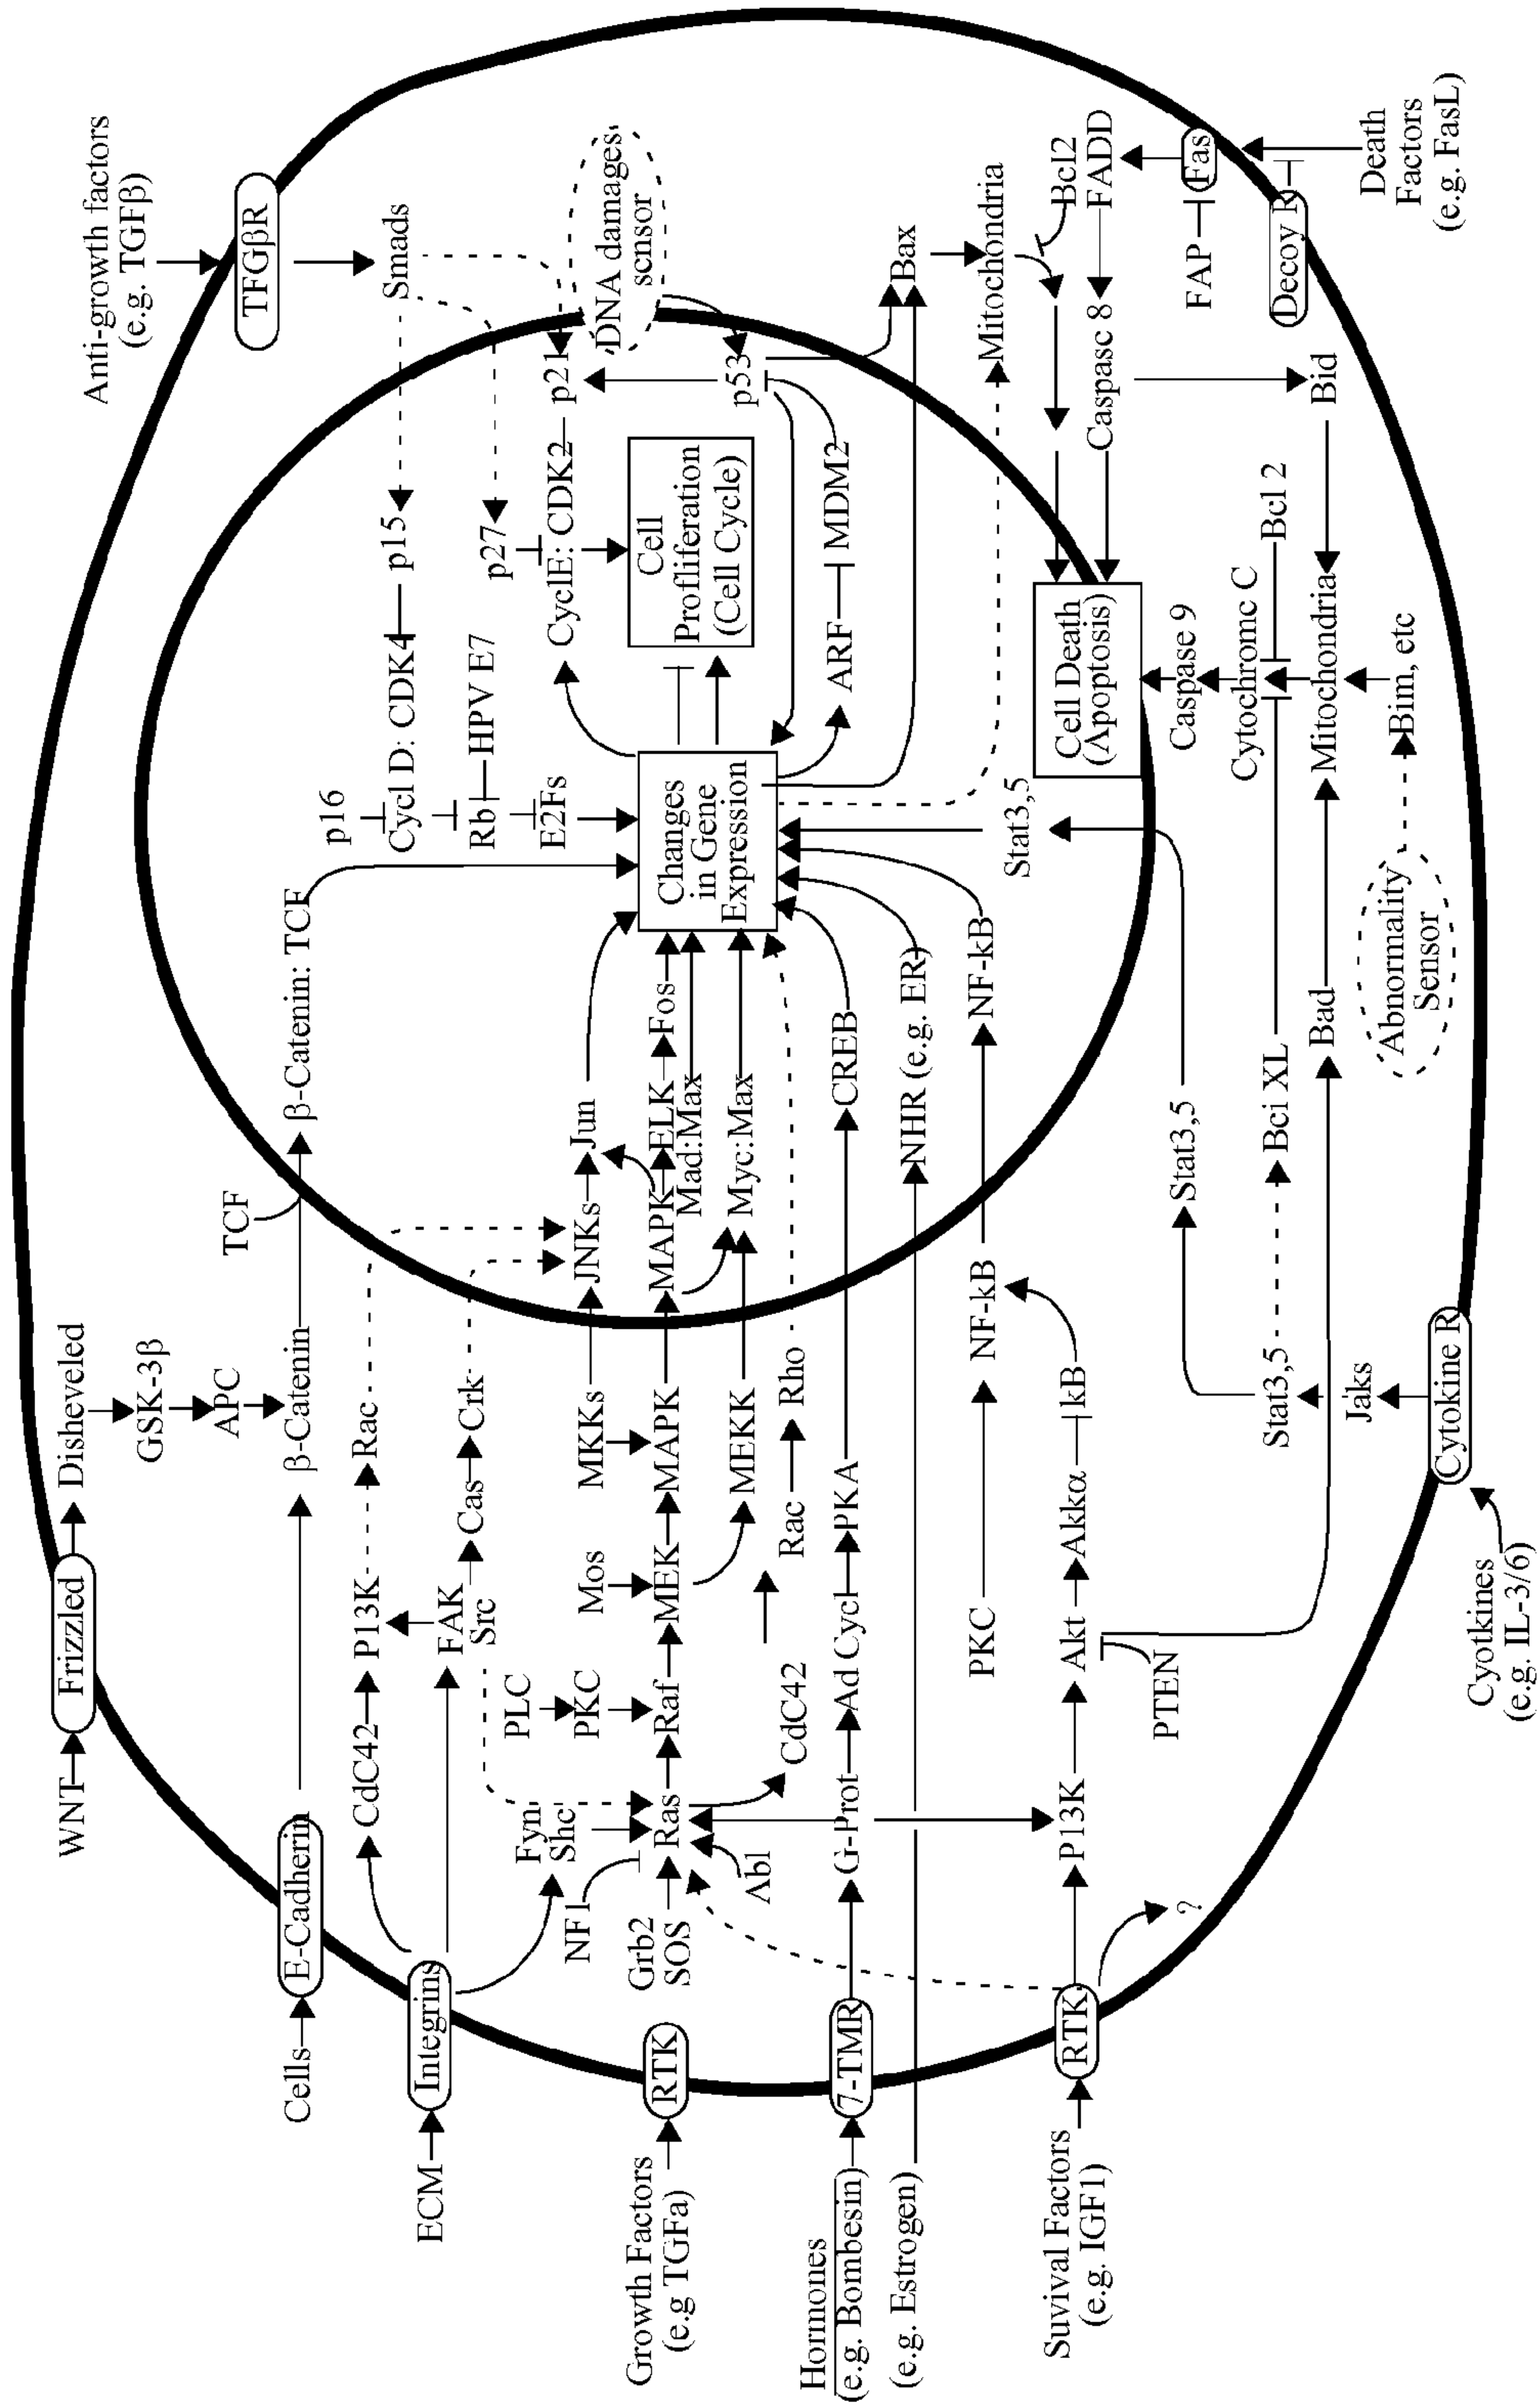 Anti-growth factors
(e.g. TGFβ)
TFGβR
Smads
WNT
Frizzled
Disheveled
GSK-3β
APC
TCF
Cells
E-Cadherin
β-Catenin
β-Catenin: TCF
p16
Cycl D: CDK4
p15
Rb
HPV E7
p27
E2Fs
CyclE: CDK2
p21
DNA damages
sensor
CdC42
P13K
Rac
ECM
Integrins
FAK
Src
Cas
Crk
Fyn
Shc
PLC
PKC
Mos
MKKs
JNKs
Jun
NF1
Growth Factors
(e.g TGFa)
RTK
Grb2
SOS
Ras
Raf
MEK
MAPK
MAPK
ELK
Fos
Mad:Max
Changes
in Gene
Expression
Cell
Profliferation
(Cell Cycle)
p53
Abl
CdC42
MEKK
Myc:Max
Rac
Rho
ARF
MDM2
Hormones
(e.g. Bombesin)
7-TMR
G-Prot
Ad Cycl
PKA
CREB
Bax
(e.g. Estrogen)
NHR (e.g. ER)
PKC
NF-kB
NF-kB
Mitochondria
Stat3,5
Cell Death
(Apoptosis)
Bcl2
FADD
Caspasc 8
Suvival Factors
(e.g. IGF1)
RTK
P13K
Akt
Akkα
IkB
PTEN
?
Stat3,5
Caspase 9
FAP
Fas
Cytochromc C
Stat3,5
Bci XL
Bcl 2
Decoy R
Bad
Mitochondria
Bid
Jaks
Abnormality
Sensor
Bim, etc
Death
Factors
(e.g. FasL)
Cytokine R
Cyotkines
(e.g. IL-3/6)